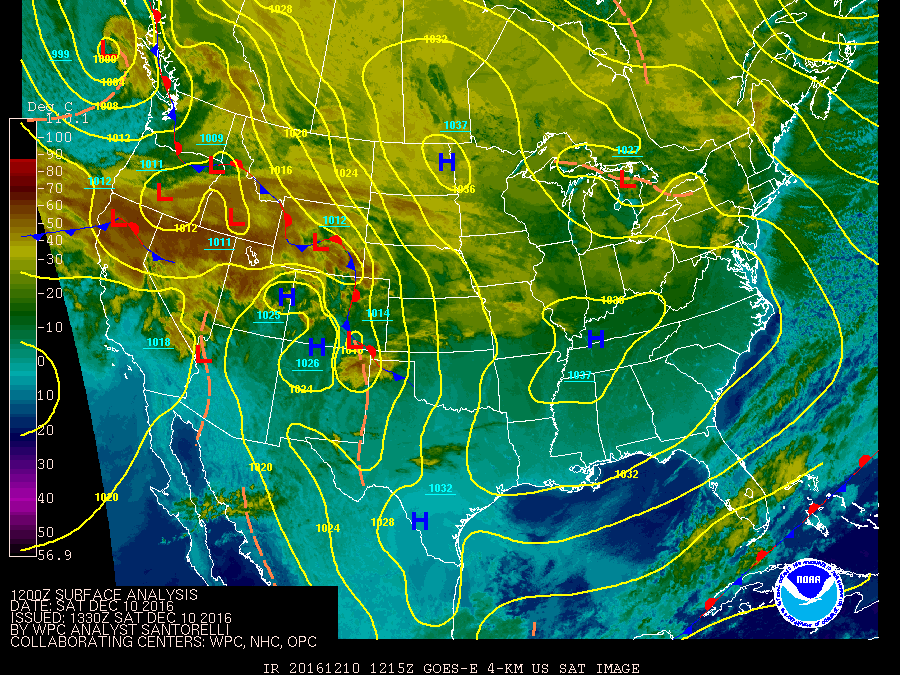 1028
1032
999
L
1000
1004
1008
1012
Deg C
-111.1
-100
-90
-80
-70
-60
-50
-40
-30
-20
-10
0
10
20
30
40
50
56.9
1037
H
1036
1020
1009
L
1011
1016
1024
1027
L
1012
L
L
L
1012
1011
1012
L
H
1025
1014
1036
1018
L
H
1026
L
1016
1024
H
1037
1020
1020
1024
1028
1032
H
1032
NOAA
1200Z SURFACE ANALYSIS
DATE: SAT DEC 10 2016
ISSUED: 1330Z SAT DEC 10 2016
BY WPC ANALYST SANTORELLI
COLLABORATING CENTERS: WPC, NHC, OPC
IR 20161210 1215Z GOES-E 4-KM US SAT IMAGE